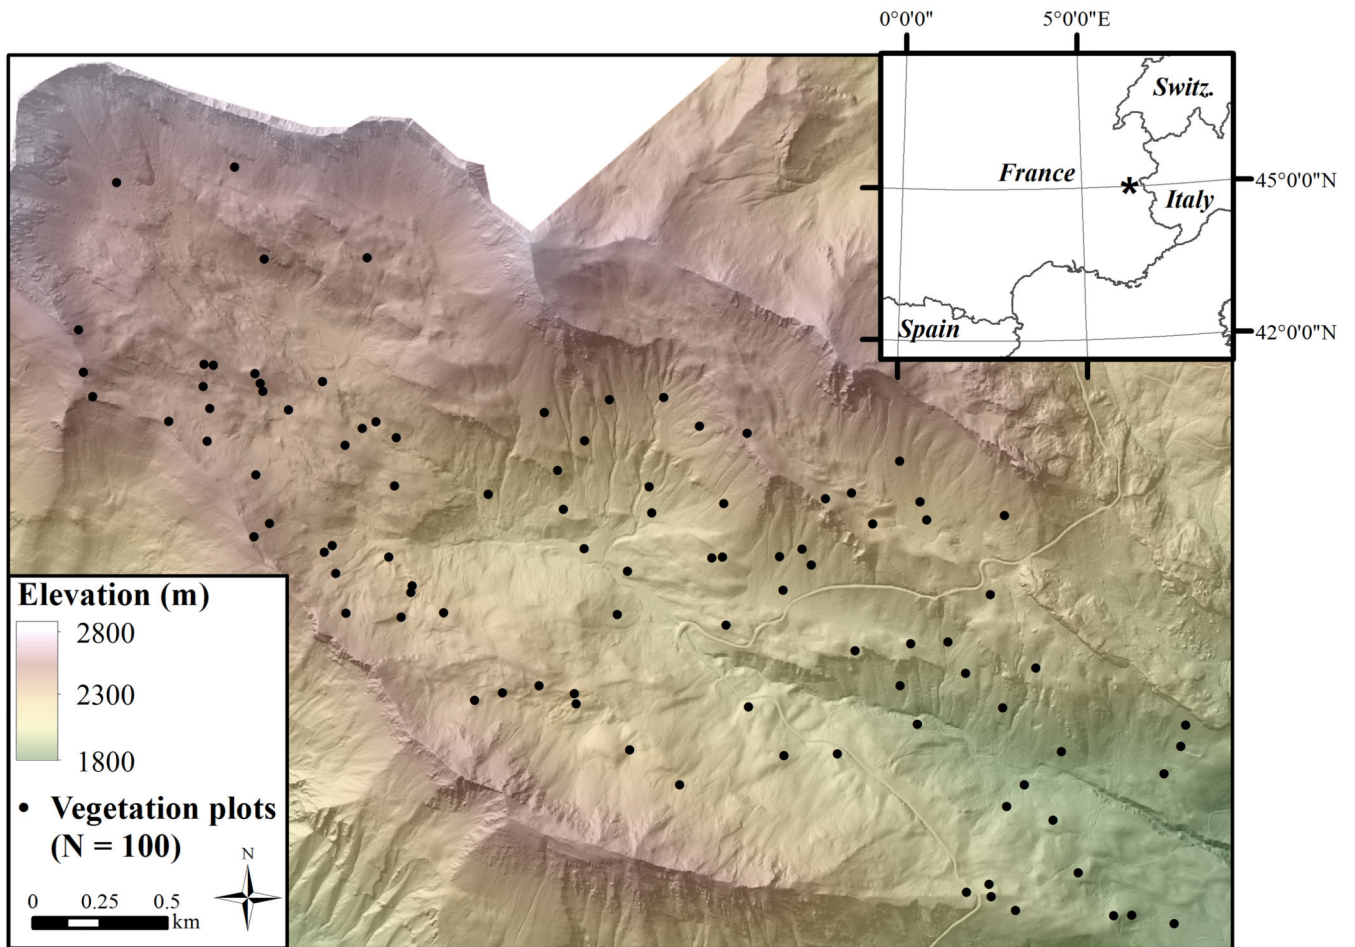 0°0'0"
5°0'0"E
Switz.
France
45°0'0"N
Italy
Spain
42°0'0"N
Elevation (m)
2800
2300
1800
Vegetation plots
(N = 100)
N
0 0.25 0.5
km